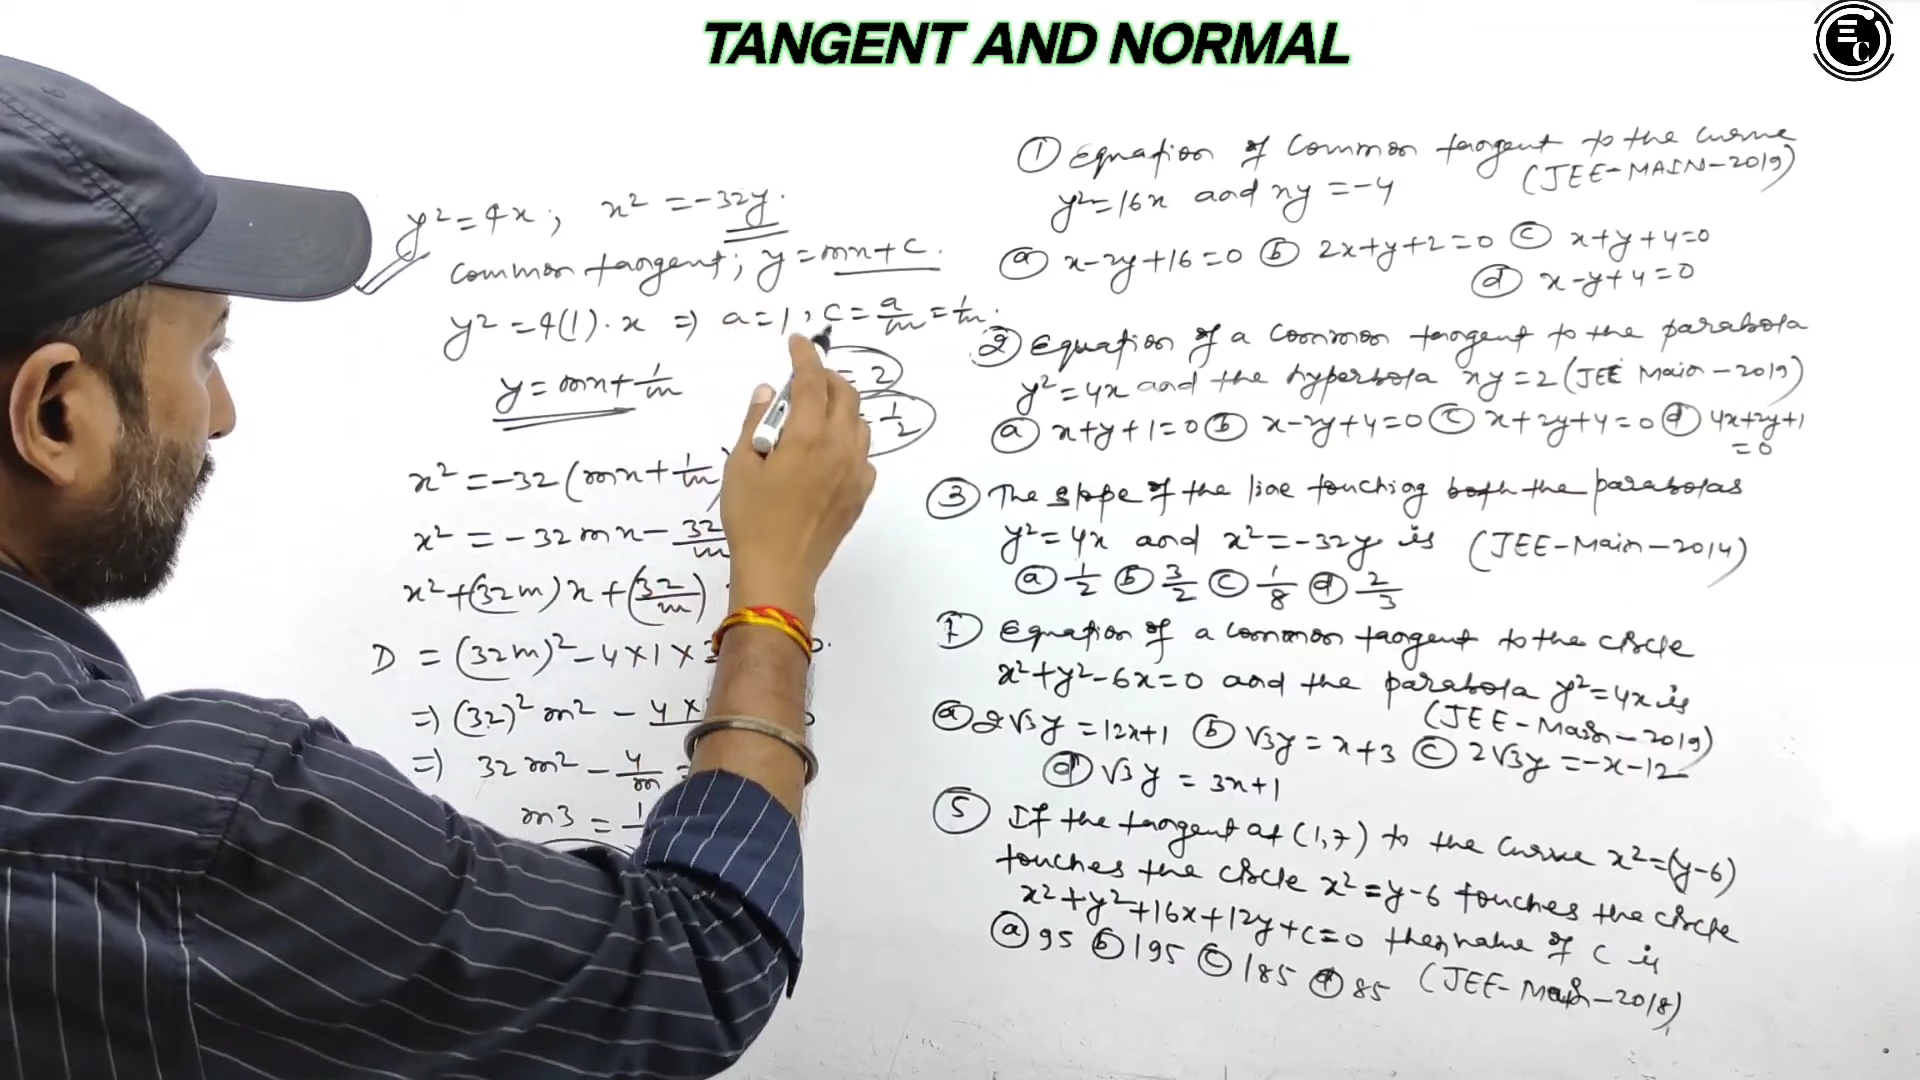 TANGENT AND NORMAL
EC
y² = 4x ; x² = -32y.
common tangent; y = mx + c.
y² = 4(1)·x ⇒ a = 1, c = a/m = 1/m.
y = mx + 1/m
= 2
= 1/2
x² = -32(mx + 1/m
x² = -32mx - 32/m
x² + (32m)x + (32/m)
D = (32m)² - 4×1×3
⇒ (32)² m² - 4×
⇒ 32m² - 4/m =
m3 = 1
① Equation of common tangent to the curve
y² = 16x and xy = -4 (JEE-MAIN-2019)
ⓐ x-2y+16=0 ⓑ 2x+y+2=0 ⓒ x+y+4=0
ⓓ x-y+4=0
② Equation of a common tangent to the parabola
y² = 4x and the hyperbola xy = 2 (JEE Main-2019)
ⓐ x+y+1=0 ⓑ x-2y+4=0 ⓒ x+2y+4=0 ⓓ 4x+2y+1
=0
③ The slope of the line touching both the parabolas
y² = 4x and x² = -32y is (JEE-Main-2014)
ⓐ 1/2 ⓑ 3/2 ⓒ 1/8 ⓓ 2/3
Equation of a common tangent to the circle
x²+y²-6x=0 and the parabola y²=4x is
(JEE-Main-2019)
ⓐ 2√3y = 12x+1 ⓑ √3y = x+3 ⓒ 2√3y = -x-12
ⓓ √3y = 3x+1
⑤ If the tangent at (1,7) to the curve x²=(y-6)
touches the circle x²=y-6 touches the circle
x²+y²+16x+12y+c=0 then value of c is
ⓐ 95 ⓑ 195 ⓒ 185 ⓓ 85 (JEE-Main-2018)